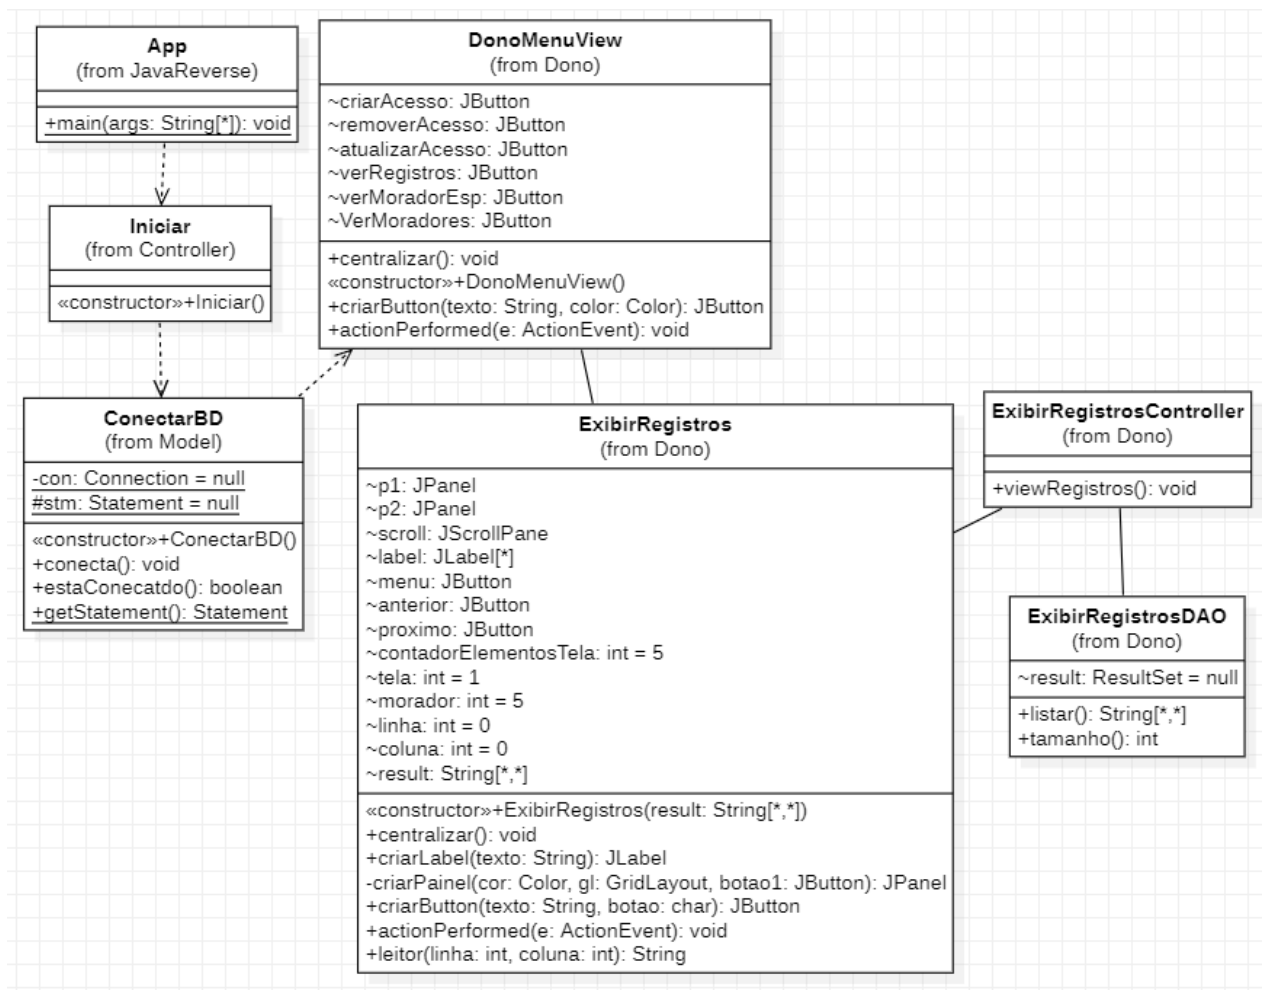 App
(from JavaReverse)
+main(args: String[*]): void
DonoMenuView
(from Dono)
~criarAcesso: JButton
~removerAcesso: JButton
~atualizarAcesso: JButton
~verRegistros: JButton
~verMoradorEsp: JButton
~VerMoradores: JButton
+centralizar(): void
«constructor»+DonoMenuView()
+criarButton(texto: String, color: Color): JButton
+actionPerformed(e: ActionEvent): void
Iniciar
(from Controller)
«constructor»+Iniciar()
ConectarBD
(from Model)
-con: Connection = null
#stm: Statement = null
«constructor»+ConectarBD()
+conecta(): void
+estaConecatdo(): boolean
+getStatement(): Statement
ExibirRegistros
(from Dono)
~p1: JPanel
~p2: JPanel
~scroll: JScrollPane
~label: JLabel[*]
~menu: JButton
~anterior: JButton
~proximo: JButton
~contadorElementosTela: int = 5
~tela: int = 1
~morador: int = 5
~linha: int = 0
~coluna: int = 0
~result: String[*,*]
«constructor»+ExibirRegistros(result: String[*,*])
+centralizar(): void
+criarLabel(texto: String): JLabel
-criarPainel(cor: Color, gl: GridLayout, botao1: JButton): JPanel
+criarButton(texto: String, botao: char): JButton
+actionPerformed(e: ActionEvent): void
+leitor(linha: int, coluna: int): String
ExibirRegistrosController
(from Dono)
+viewRegistros(): void
ExibirRegistrosDAO
(from Dono)
~result: ResultSet = null
+listar(): String[*,*]
+tamanho(): int